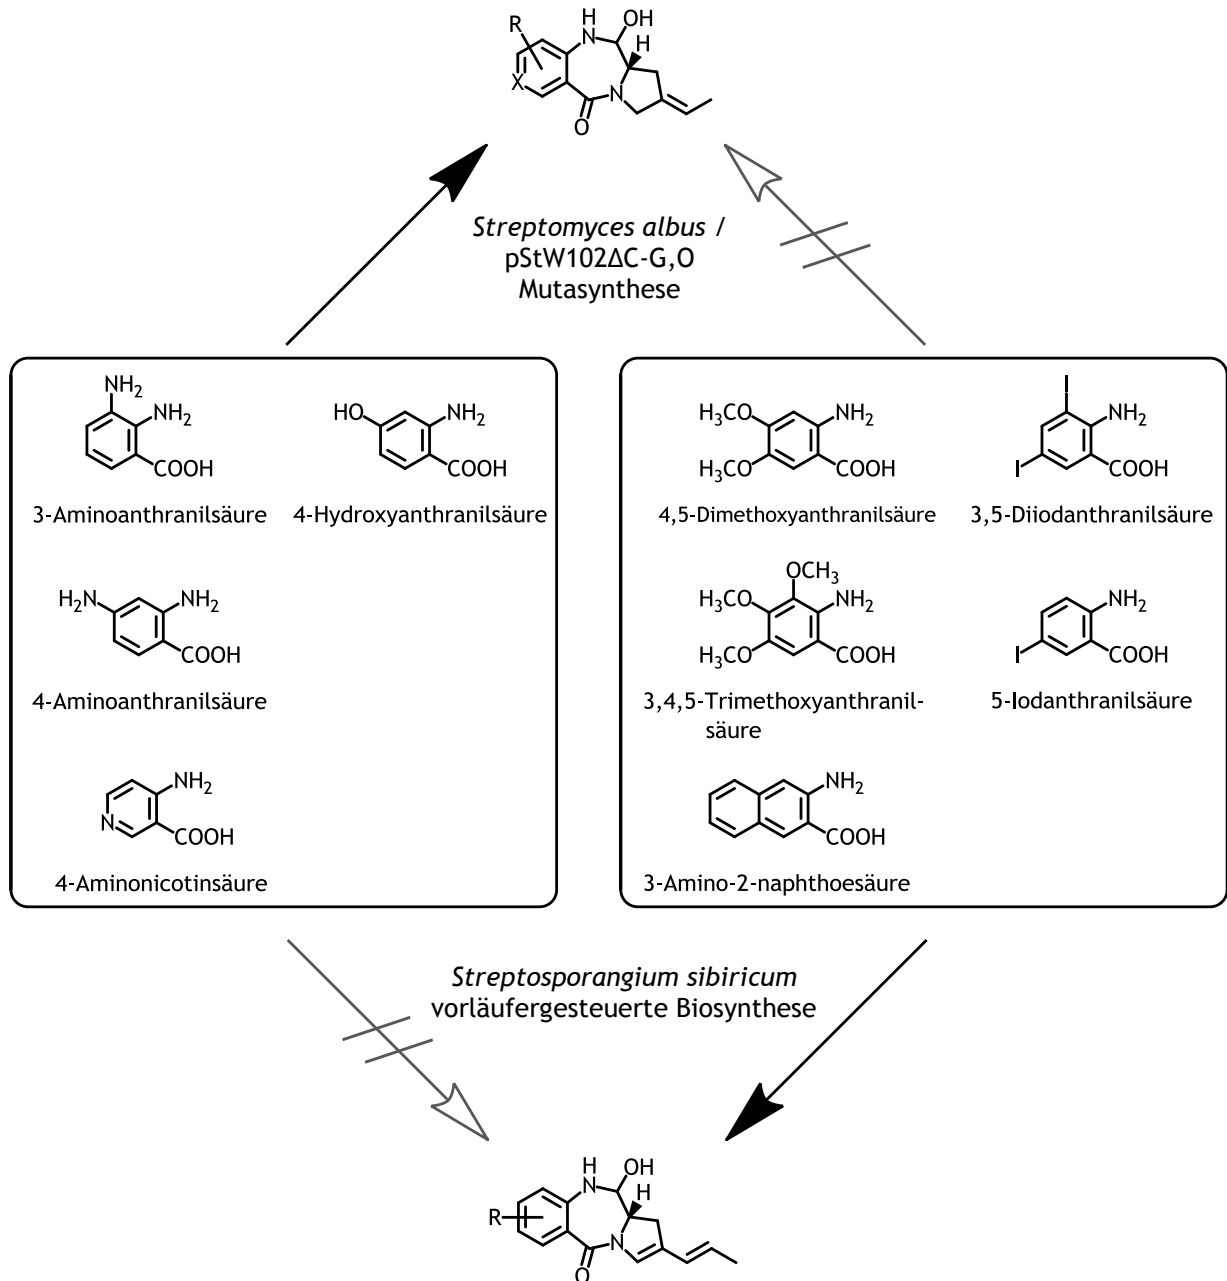 R
H
N
OH
H
X
N
O
Streptomyces albus /
pStW102ΔC-G,O
Mutasynthese
NH2
NH2
COOH
3-Aminoanthranilsäure
HO
NH2
COOH
4-Hydroxyanthranilsäure
H2N
NH2
COOH
4-Aminoanthranilsäure
N
NH2
COOH
4-Aminonicotinsäure
H3CO
NH2
H3CO
COOH
4,5-Dimethoxyanthranilsäure
I
NH2
I
COOH
3,5-Diiodanthranilsäure
OCH3
H3CO
NH2
H3CO
COOH
3,4,5-Trimethoxyanthranil-
säure
NH2
I
COOH
5-Iodanthranilsäure
NH2
COOH
3-Amino-2-naphthoesäure
Streptosporangium sibiricum
vorläufergesteuerte Biosynthese
H
N
OH
H
R
N
O